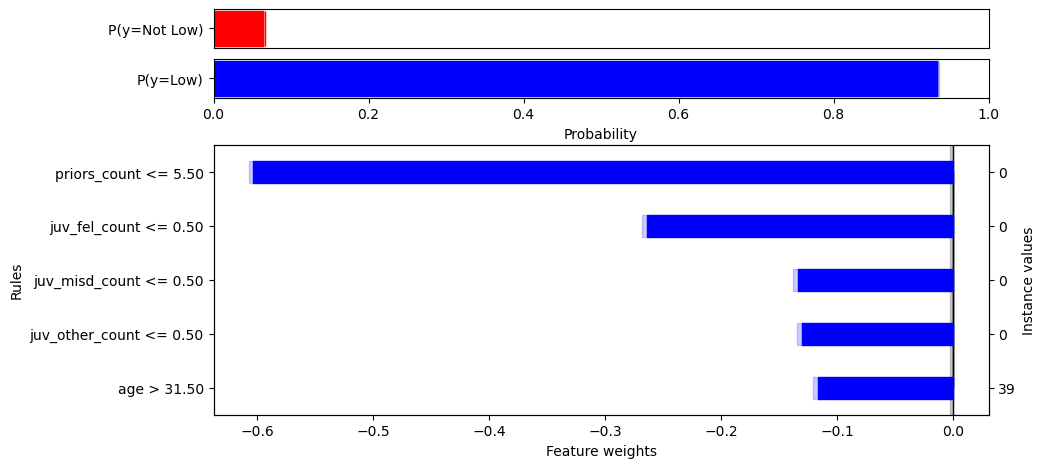 P(y=Not Low)
P(y=Low)
0.0 0.2 0.4 0.6 0.8 1.0
Probability
priors_count <= 5.50 0
juv_fel_count <= 0.50 0
juv_misd_count <= 0.50 0
juv_other_count <= 0.50 0
age > 31.50 39
Rules
Instance values
−0.6 −0.5 −0.4 −0.3 −0.2 −0.1 0.0
Feature weights